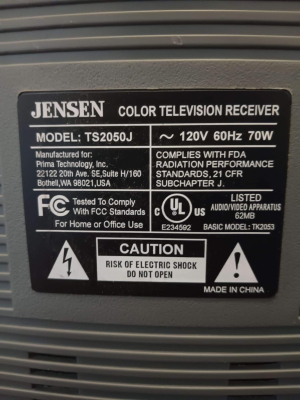 JENSEN COLOR TELEVISION RECEIVER
MODEL: TS2050J
~ 120V 60Hz 70W
Manufactured for:
Prima Technology, Inc.
22122 20th Ave. SE,Suite H/160
Bothell,WA 98021,USA
COMPLIES WITH FDA
RADIATION PERFORMANCE
STANDARDS, 21 CFR
SUBCHAPTER J.
FC Tested To Comply
With FCC Standards
For Home or Office Use
C UL US
E234592
LISTED
AUDIO/VIDEO APPARATUS
62MB
BASIC MODEL: TK2053
CAUTION
RISK OF ELECTRIC SHOCK
DO NOT OPEN
MADE IN CHINA